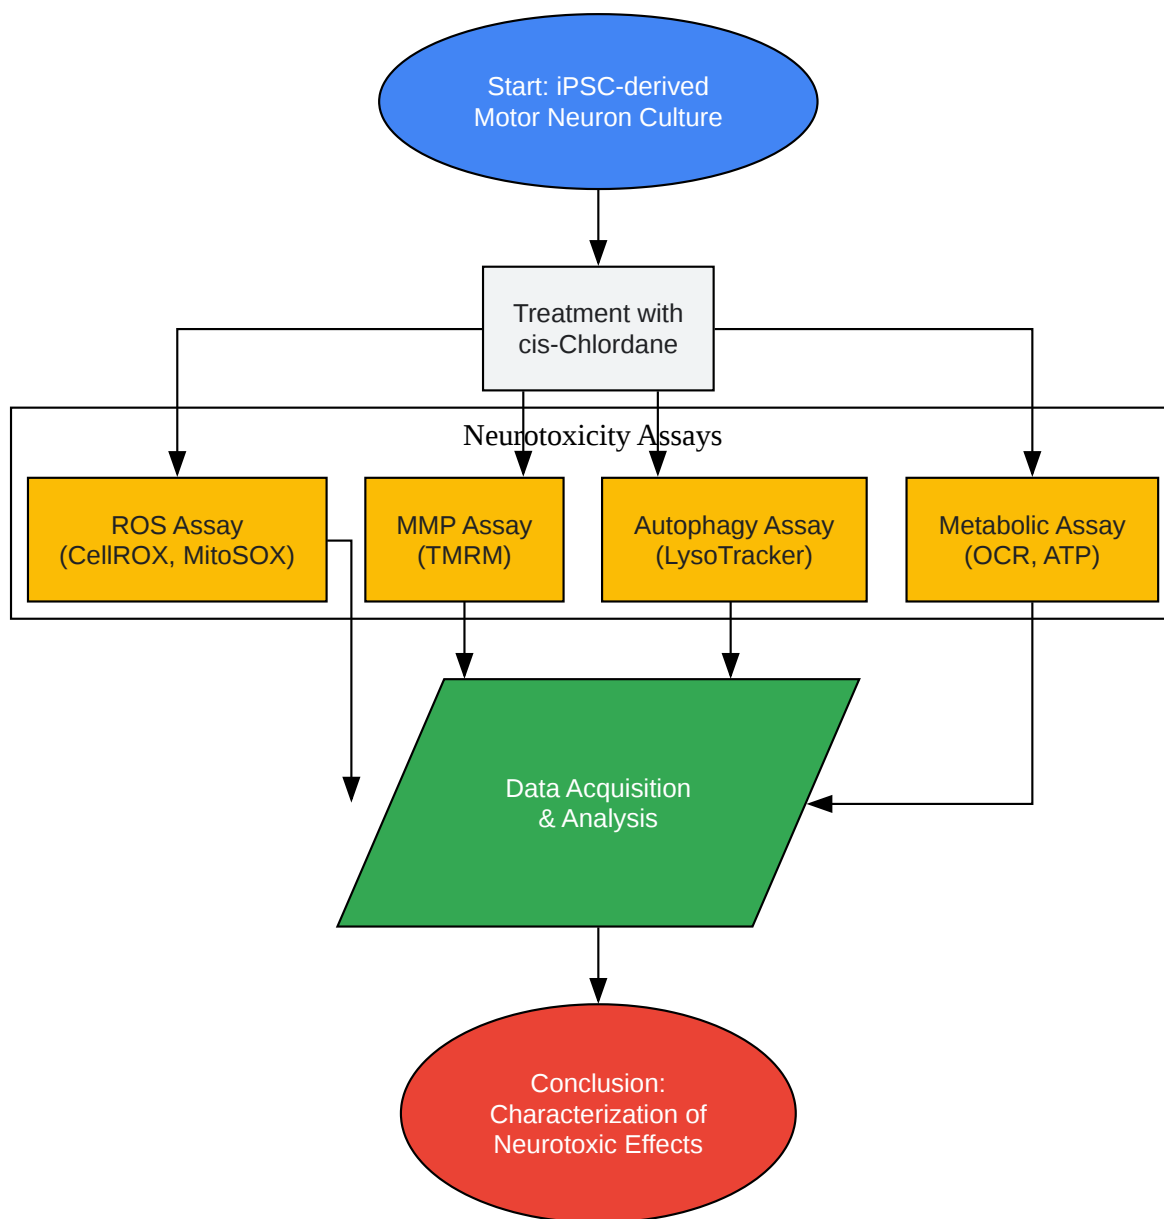 Start: iPSC-derived
Motor Neuron Culture
Treatment with
cis-Chlordane
Neurotoxicity Assays
ROS Assay
(CellROX, MitoSOX)
MMP Assay
(TMRM)
Autophagy Assay
(LysoTracker)
Metabolic Assay
(OCR, ATP)
Data Acquisition
& Analysis
Conclusion:
Characterization of
Neurotoxic Effects